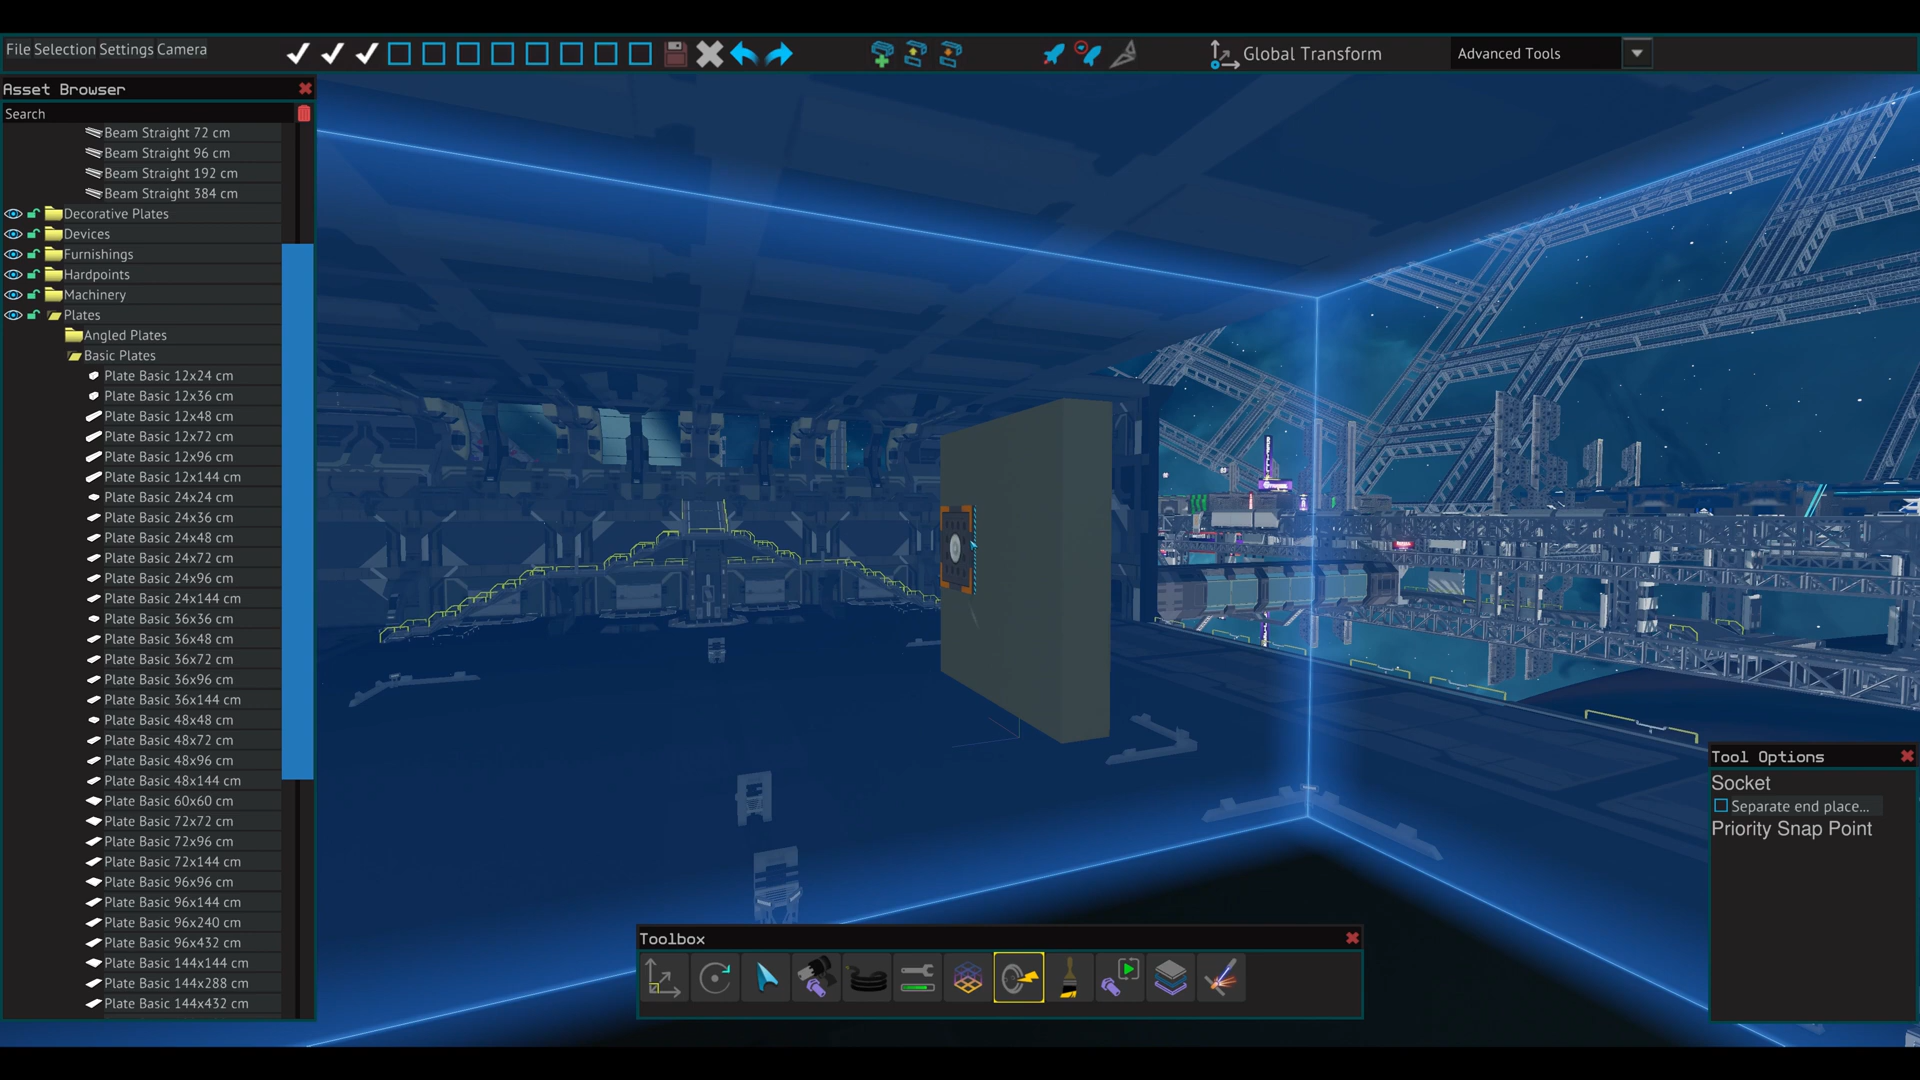 File Selection Settings Camera
Global Transform
Advanced Tools
Asset Browser
Search
Beam Straight 72 cm
Beam Straight 96 cm
Beam Straight 192 cm
Beam Straight 384 cm
Decorative Plates
Devices
Furnishings
Hardpoints
Machinery
Plates
Angled Plates
Basic Plates
Plate Basic 12x24 cm
Plate Basic 12x36 cm
Plate Basic 12x48 cm
Plate Basic 12x72 cm
Plate Basic 12x96 cm
Plate Basic 12x144 cm
Plate Basic 24x24 cm
Plate Basic 24x36 cm
Plate Basic 24x48 cm
Plate Basic 24x72 cm
Plate Basic 24x96 cm
Plate Basic 24x144 cm
Plate Basic 36x36 cm
Plate Basic 36x48 cm
Plate Basic 36x72 cm
Plate Basic 36x96 cm
Plate Basic 36x144 cm
Plate Basic 48x48 cm
Plate Basic 48x72 cm
Plate Basic 48x96 cm
Plate Basic 48x144 cm
Plate Basic 60x60 cm
Plate Basic 72x72 cm
Plate Basic 72x96 cm
Plate Basic 72x144 cm
Plate Basic 96x96 cm
Plate Basic 96x144 cm
Plate Basic 96x240 cm
Plate Basic 96x432 cm
Plate Basic 144x144 cm
Plate Basic 144x288 cm
Plate Basic 144x432 cm
Tool Options
Socket
Separate end place...
Priority Snap Point
Toolbox